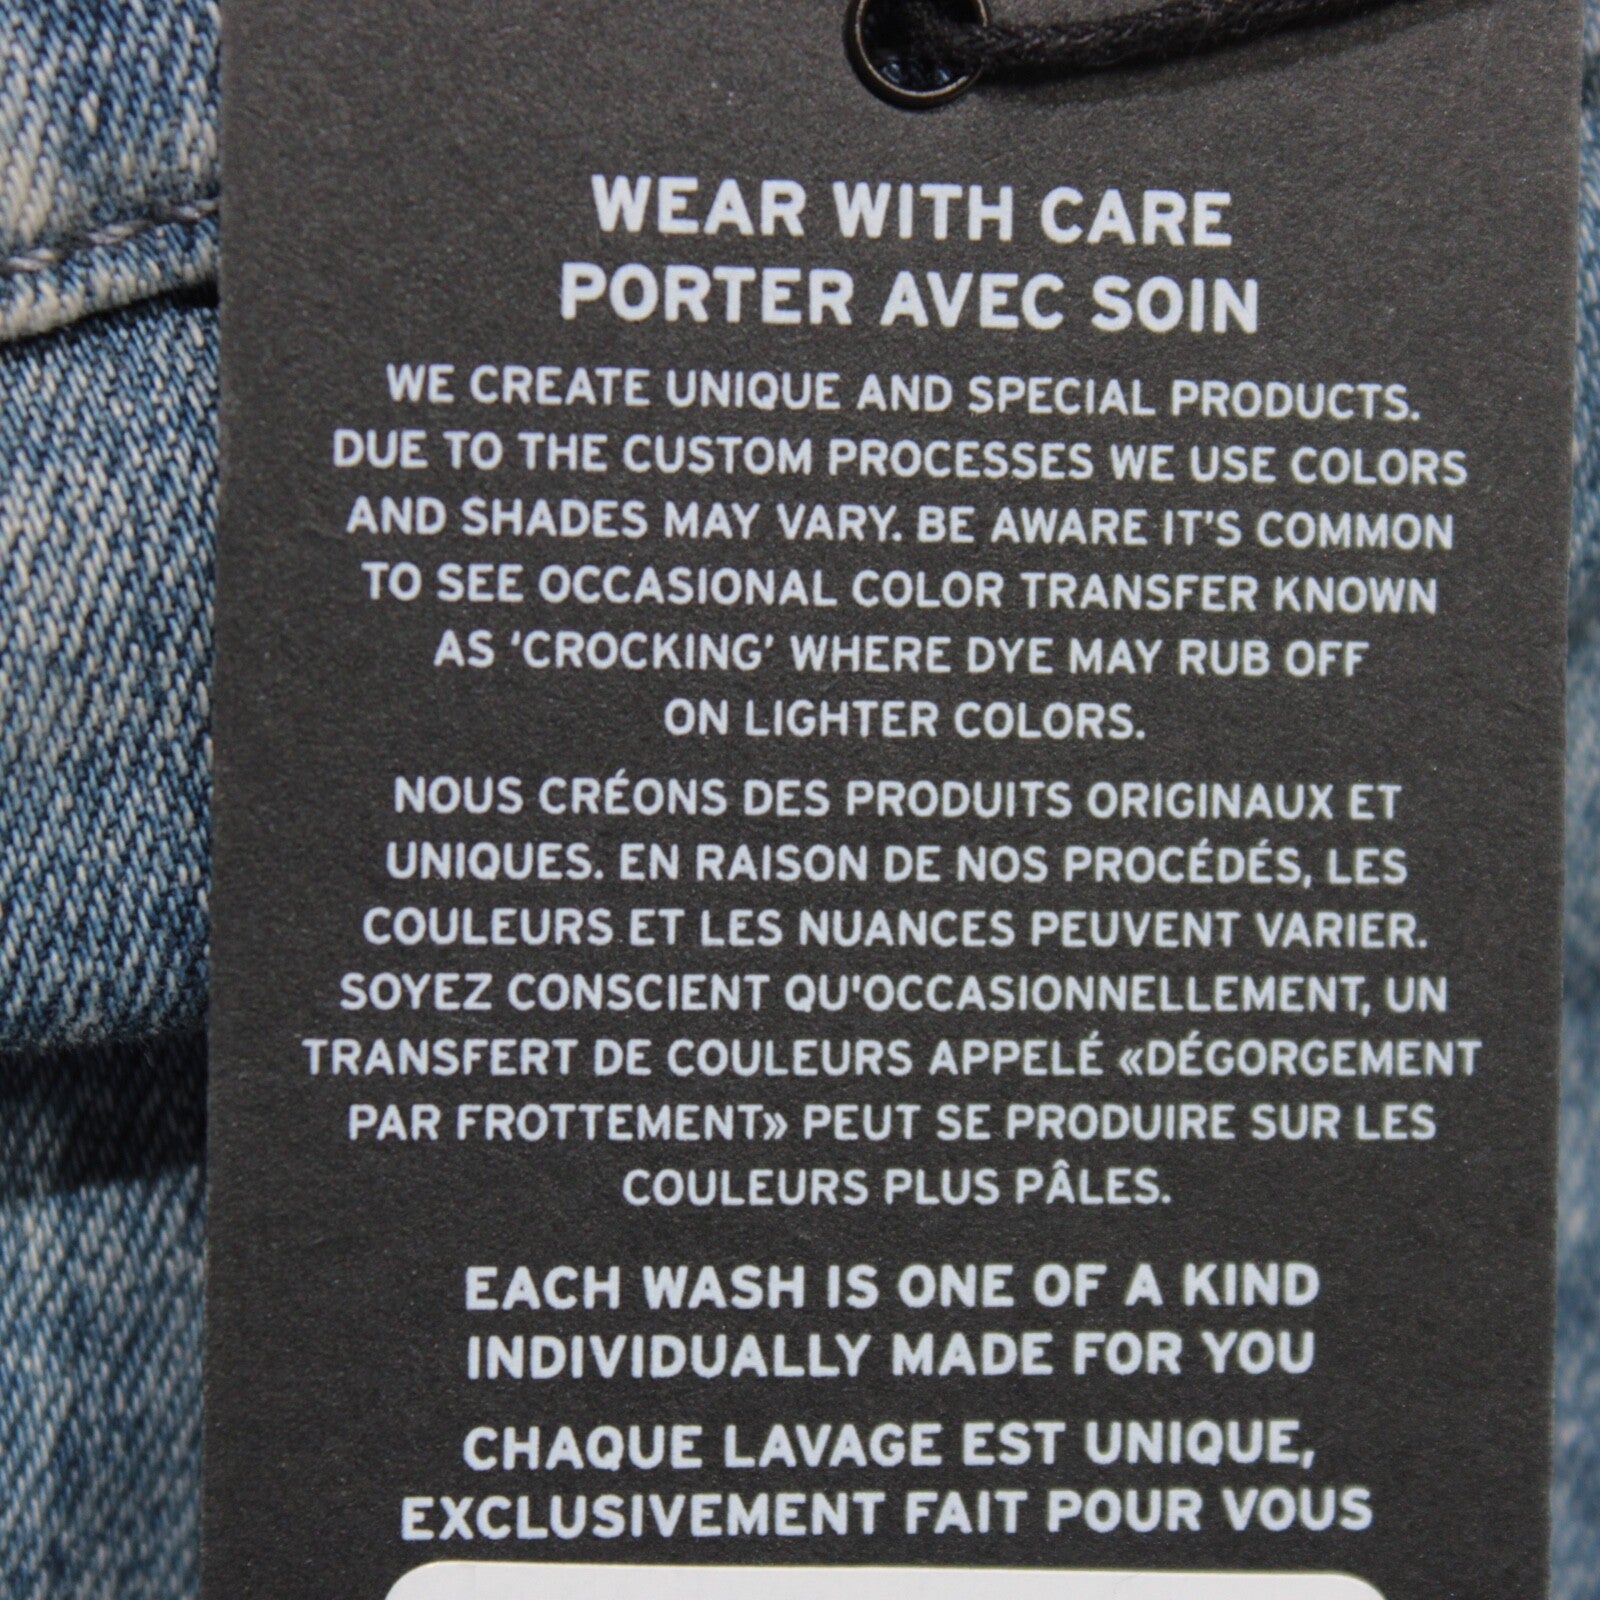 WEAR WITH CARE
PORTER AVEC SOIN
WE CREATE UNIQUE AND SPECIAL PRODUCTS.
DUE TO THE CUSTOM PROCESSES WE USE COLORS
AND SHADES MAY VARY. BE AWARE IT'S COMMON
TO SEE OCCASIONAL COLOR TRANSFER KNOWN
AS 'CROCKING' WHERE DYE MAY RUB OFF
ON LIGHTER COLORS.
NOUS CRÉONS DES PRODUITS ORIGINAUX ET
UNIQUES. EN RAISON DE NOS PROCÉDÉS, LES
COULEURS ET LES NUANCES PEUVENT VARIER.
SOYEZ CONSCIENT QU'OCCASIONNELLEMENT, UN
TRANSFERT DE COULEURS APPELÉ «DÉGORGEMENT
PAR FROTTEMENT» PEUT SE PRODUIRE SUR LES
COULEURS PLUS PÂLES.
EACH WASH IS ONE OF A KIND
INDIVIDUALLY MADE FOR YOU
CHAQUE LAVAGE EST UNIQUE,
EXCLUSIVEMENT FAIT POUR VOUS